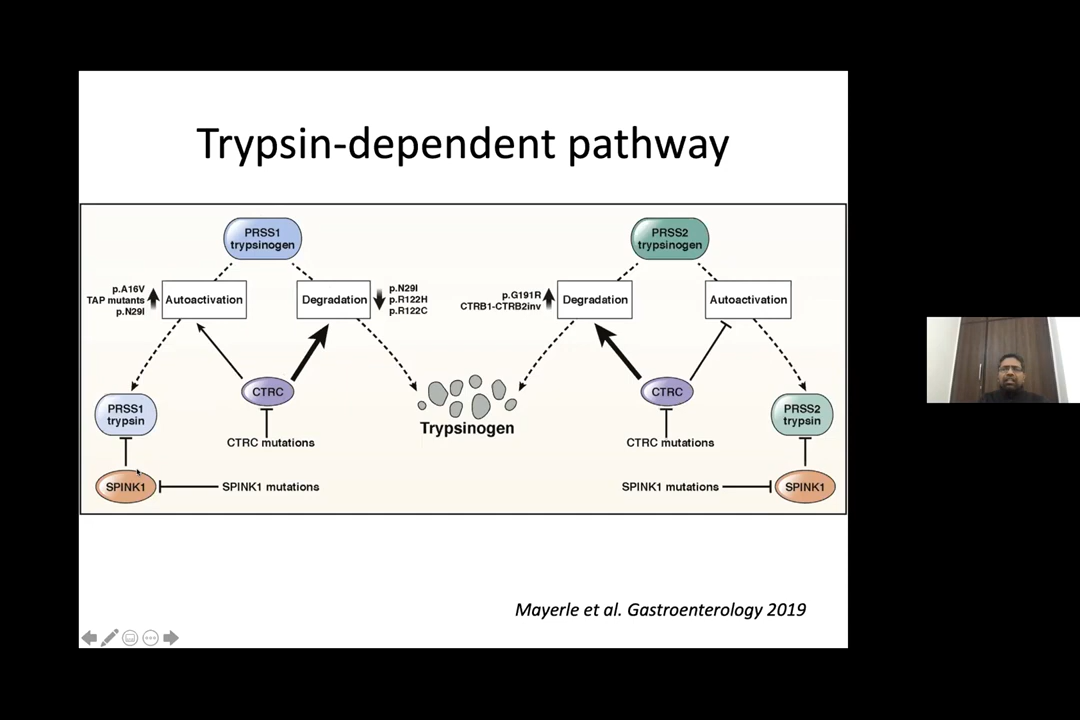 Trypsin-dependent pathway
PRSS1
trypsinogen
PRSS2
trypsinogen
p.A16V
TAP mutants
p.N29I
Autoactivation
Degradation
p.N29I
p.R122H
p.R122C
p.G191R
CTRB1-CTRB2inv
Degradation
Autoactivation
PRSS1
trypsin
CTRC
CTRC mutations
Trypsinogen
CTRC
CTRC mutations
PRSS2
trypsin
SPINK1
SPINK1 mutations
SPINK1 mutations
SPINK1
Mayerle et al. Gastroenterology 2019